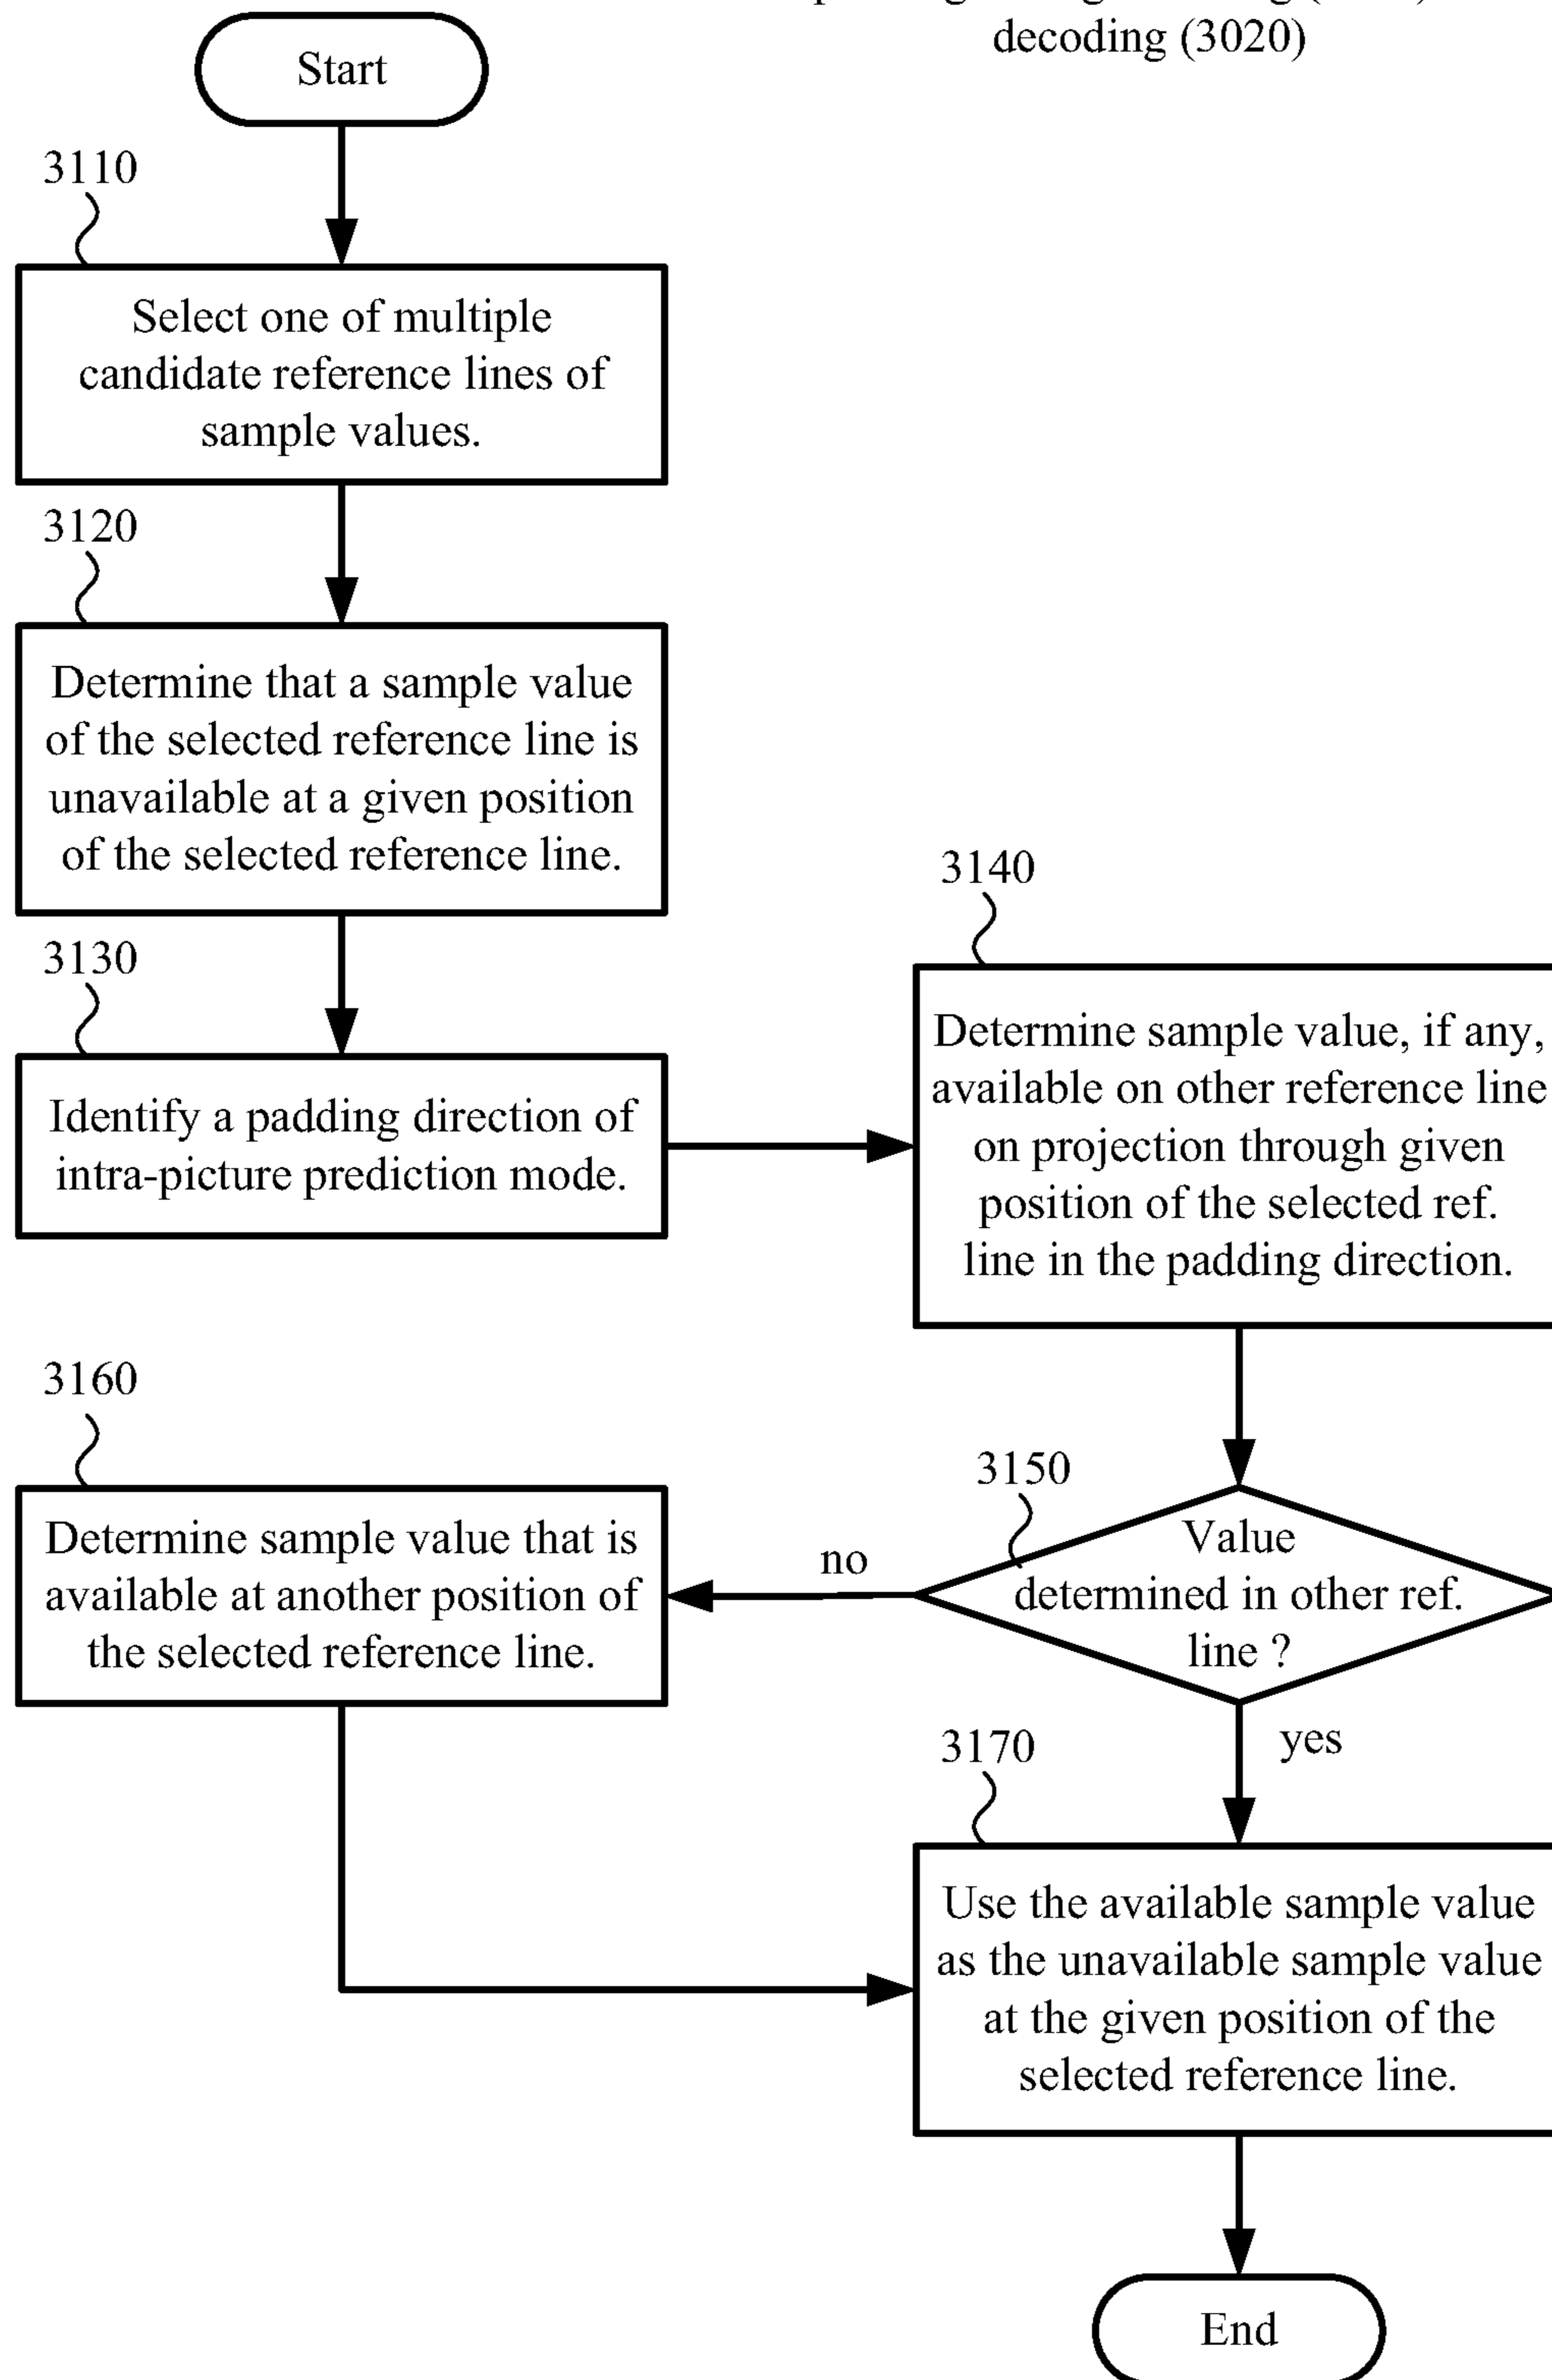 decoding (3020)
Start
3110
Select one of multiple
candidate reference lines of
sample values.
3120
Determine that a sample value
of the selected reference line is
unavailable at a given position
of the selected reference line.
3130
Identify a padding direction of
intra-picture prediction mode.
3140
Determine sample value, if any,
available on other reference line
on projection through given
position of the selected ref.
line in the padding direction.
3150
Value
determined in other ref.
line ?
no
yes
3160
Determine sample value that is
available at another position of
the selected reference line.
3170
Use the available sample value
as the unavailable sample value
at the given position of the
selected reference line.
End